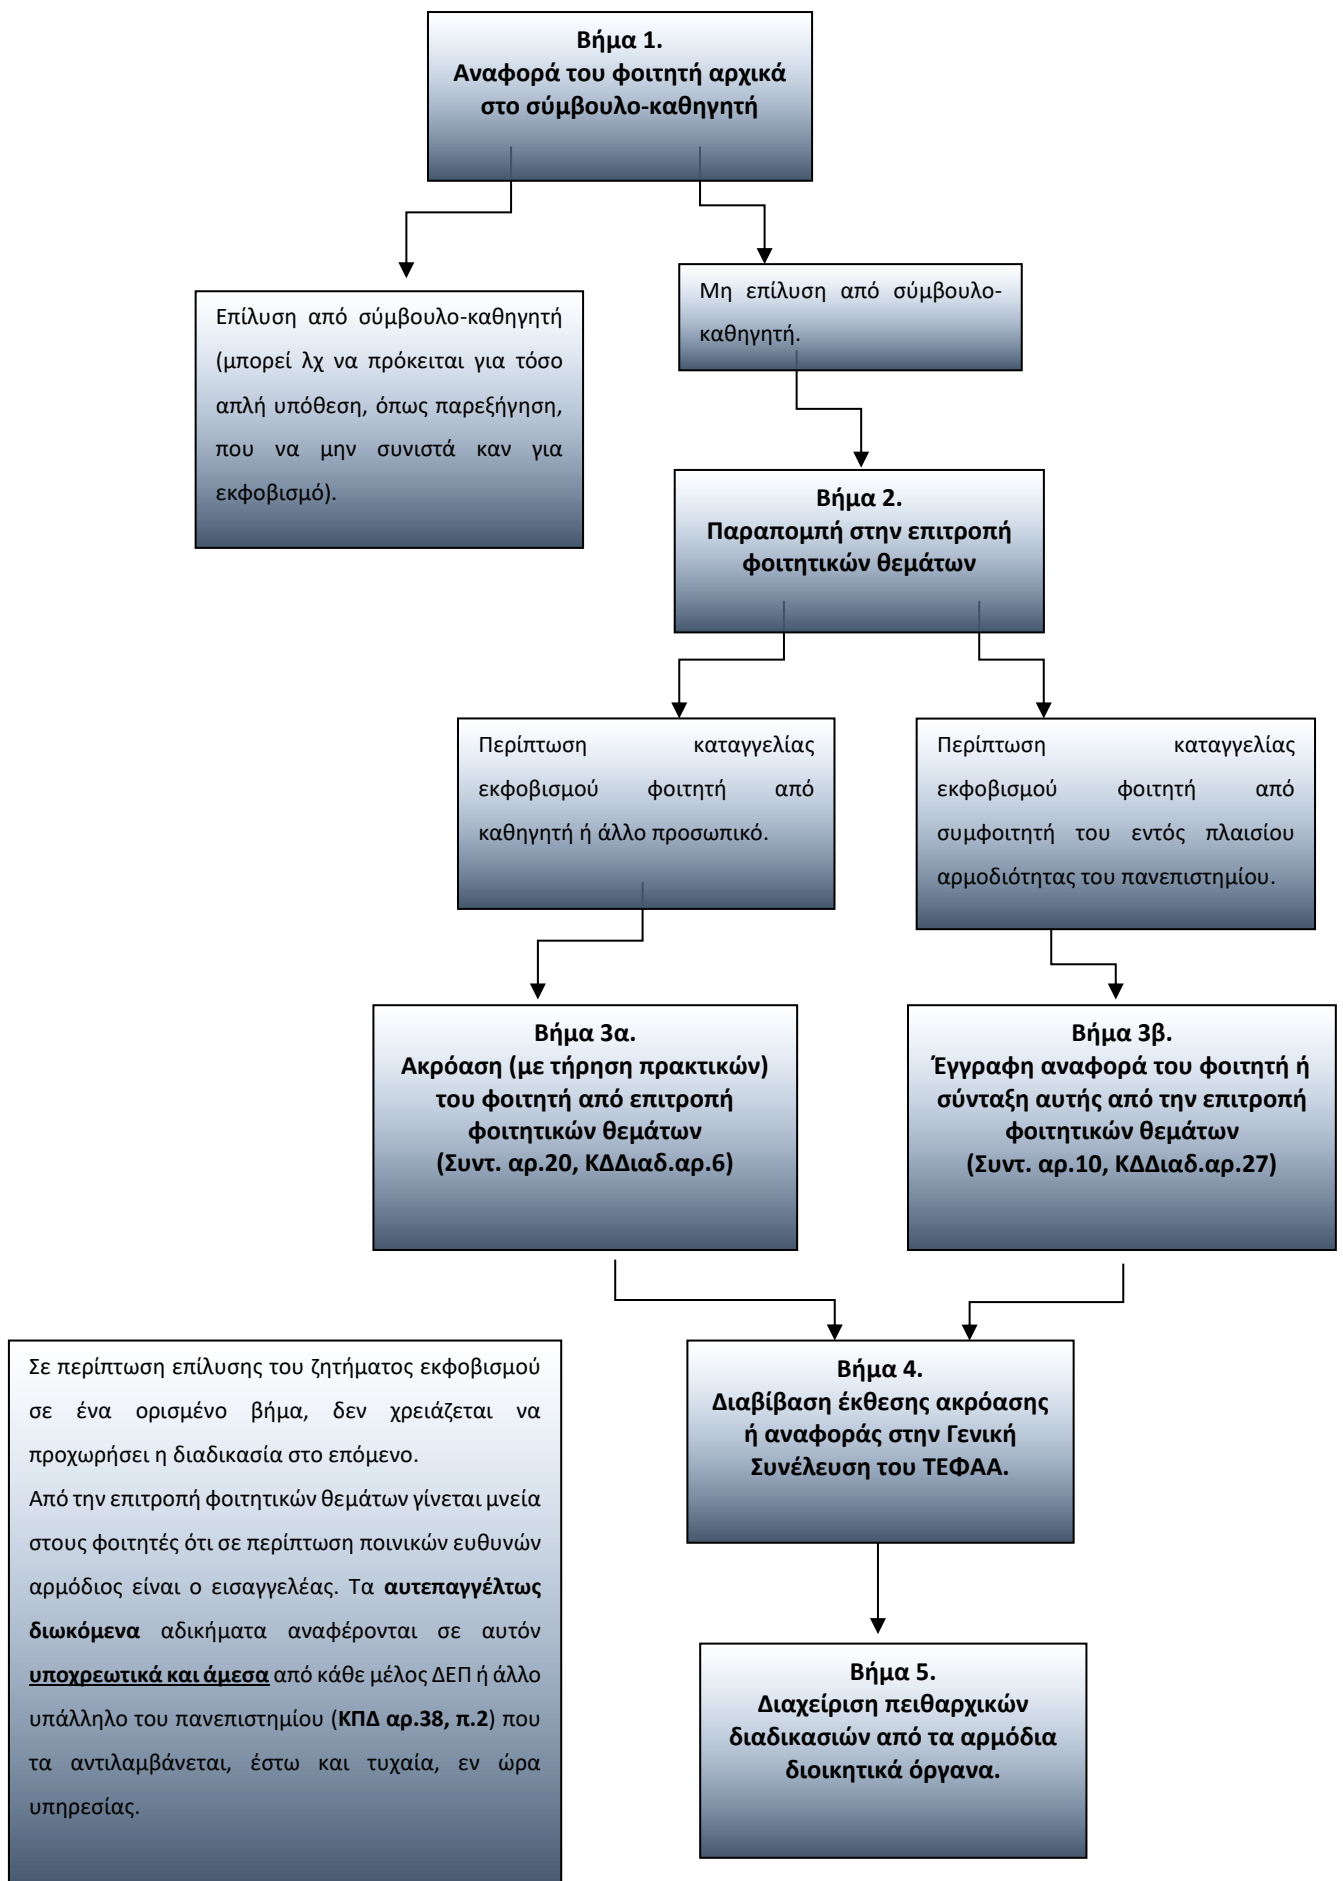 Βήμα 1.
Αναφορά του φοιτητή αρχικά
στο σύμβουλο-καθηγητή
Επίλυση από σύμβουλο-καθηγητή
(μπορεί λχ να πρόκειται για τόσο
απλή υπόθεση, όπως παρεξήγηση,
που να μην συνιστά καν για
εκφοβισμό).
Μη επίλυση από σύμβουλο-
καθηγητή.
Βήμα 2.
Παραπομπή στην επιτροπή
φοιτητικών θεμάτων
Περίπτωση καταγγελίας
εκφοβισμού φοιτητή από
καθηγητή ή άλλο προσωπικό.
Περίπτωση καταγγελίας
εκφοβισμού φοιτητή από
συμφοιτητή του εντός πλαισίου
αρμοδιότητας του πανεπιστημίου.
Βήμα 3α.
Ακρόαση (με τήρηση πρακτικών)
του φοιτητή από επιτροπή
φοιτητικών θεμάτων
(Συντ. αρ.20, ΚΔΔιαδ.αρ.6)
Βήμα 3β.
Έγγραφη αναφορά του φοιτητή ή
σύνταξη αυτής από την επιτροπή
φοιτητικών θεμάτων
(Συντ. αρ.10, ΚΔΔιαδ.αρ.27)
Σε περίπτωση επίλυσης του ζητήματος εκφοβισμού
σε ένα ορισμένο βήμα, δεν χρειάζεται να
προχωρήσει η διαδικασία στο επόμενο.
Από την επιτροπή φοιτητικών θεμάτων γίνεται μνεία
στους φοιτητές ότι σε περίπτωση ποινικών ευθυνών
αρμόδιος είναι ο εισαγγελέας. Τα αυτεπαγγέλτως
διωκόμενα αδικήματα αναφέρονται σε αυτόν
υποχρεωτικά και άμεσα από κάθε μέλος ΔΕΠ ή άλλο
υπάλληλο του πανεπιστημίου (ΚΠΔ αρ.38, π.2) που
τα αντιλαμβάνεται, έστω και τυχαία, εν ώρα
υπηρεσίας.
Βήμα 4.
Διαβίβαση έκθεσης ακρόασης
ή αναφοράς στην Γενική
Συνέλευση του ΤΕΦΑΑ.
Βήμα 5.
Διαχείριση πειθαρχικών
διαδικασιών από τα αρμόδια
διοικητικά όργανα.